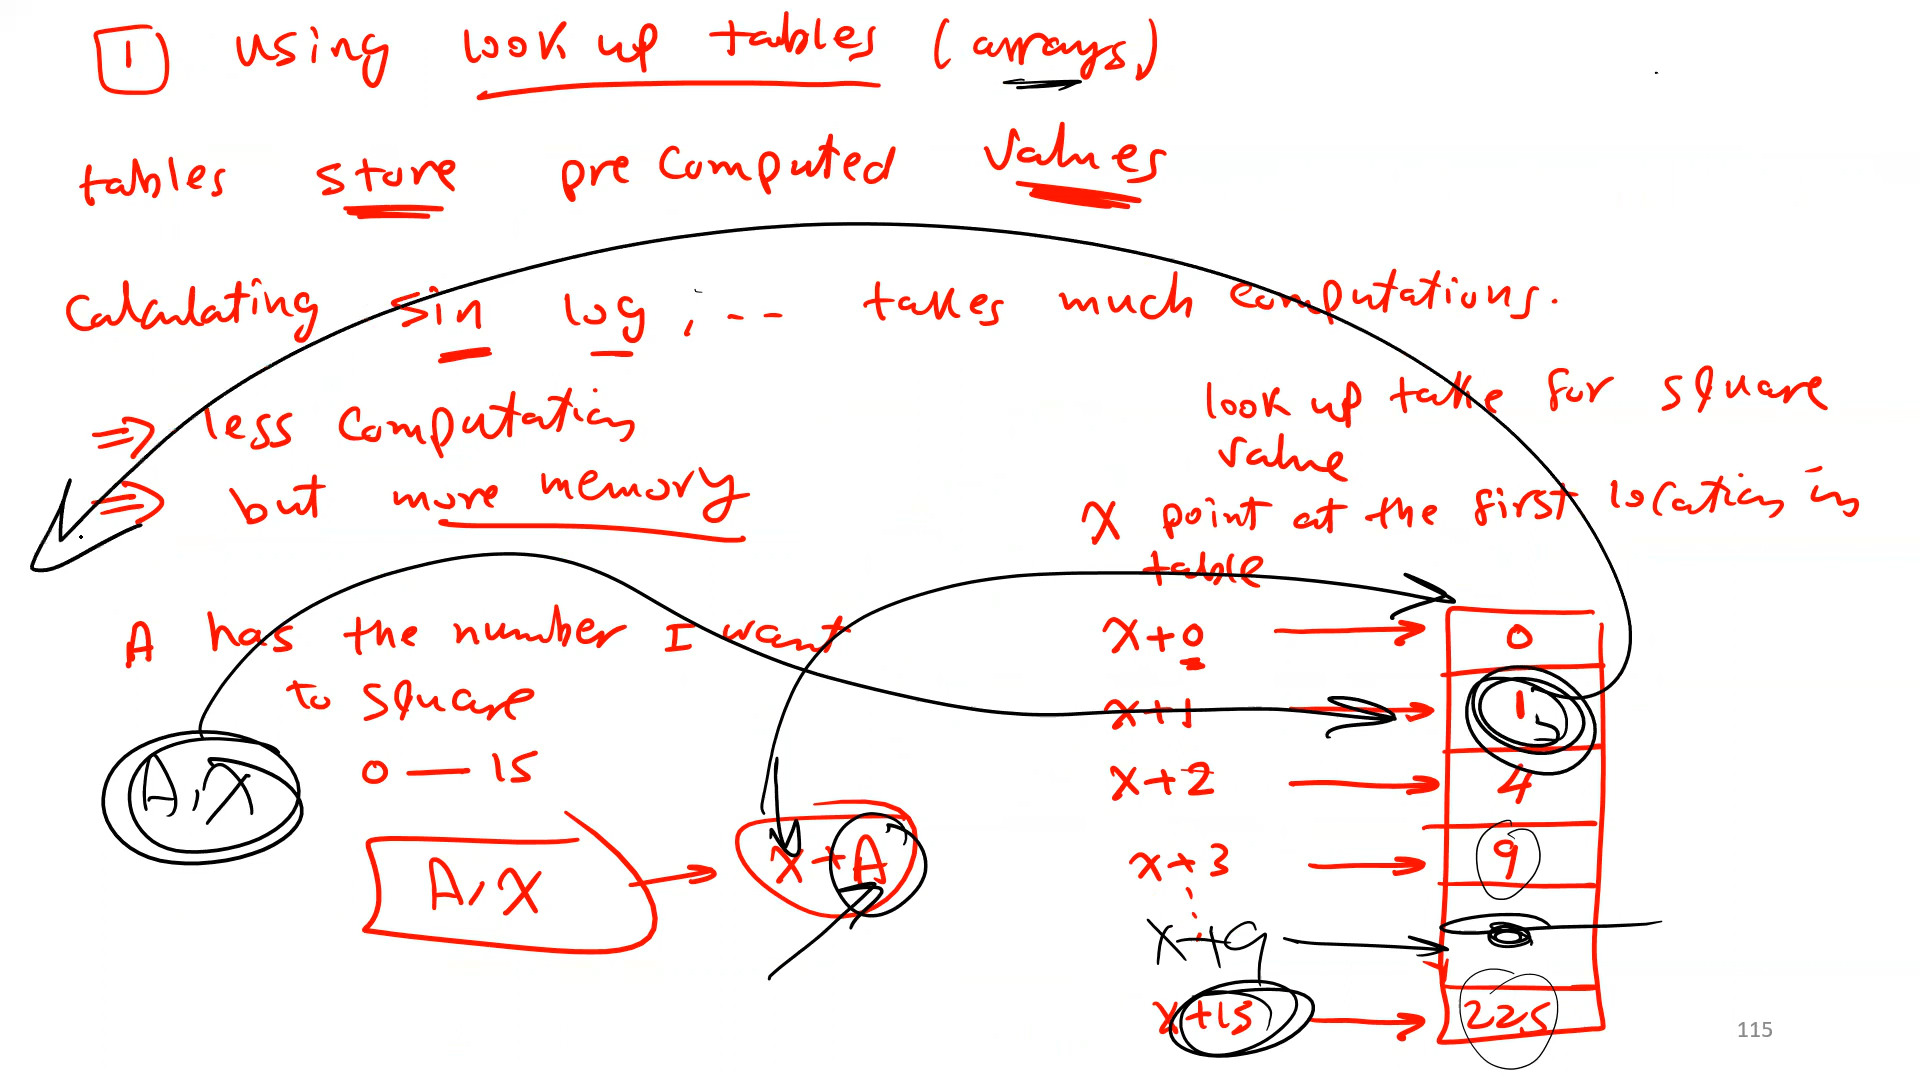 1 using look up tables (arrays)
tables store pre computed values
Calculating sin log , -- takes much computations.
⇒ less computation
⇒ but more memory
look up table for square
value
X point at the first location in
table
A has the number I want
to square
0 — 15
A,X
A,X → X+A
x+0 → 0
x+1 → 1
x+2 → 4
x+3 → 9
x+9 →
x+15 → 225
115